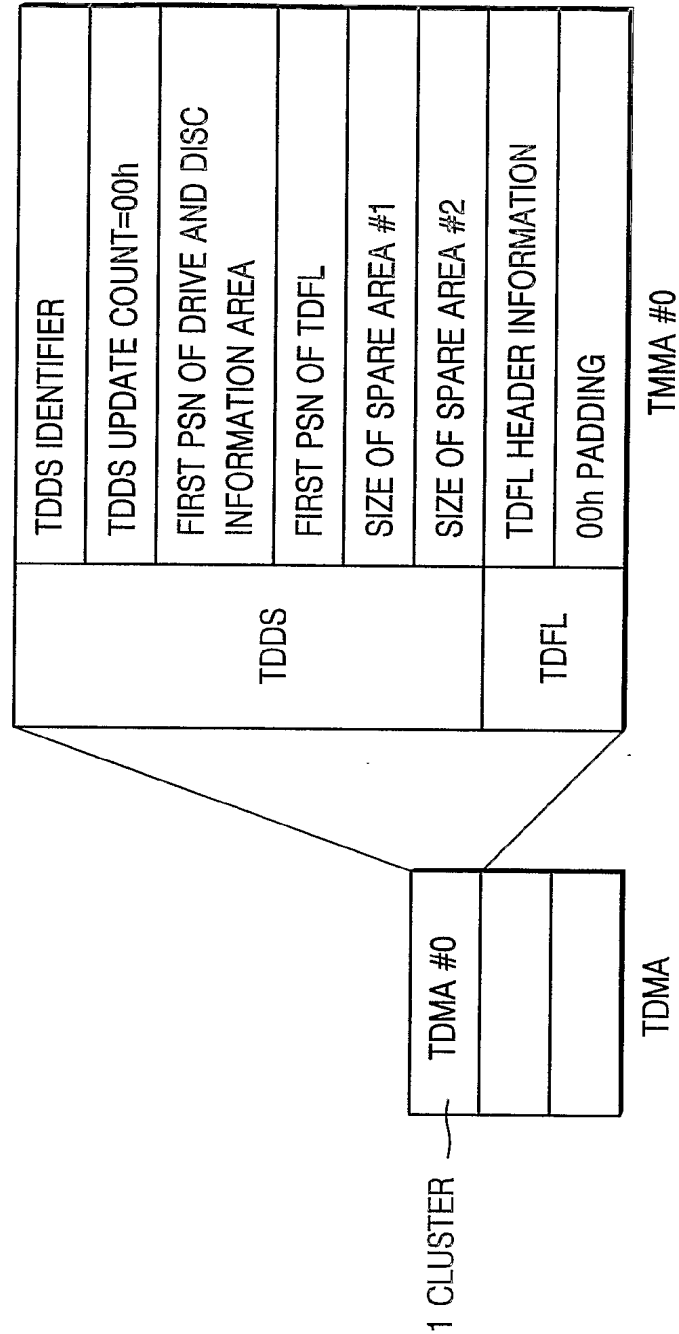 1 CLUSTER
TDMA #0
TDMA
TDDS
TDDS IDENTIFIER
TDDS UPDATE COUNT=00h
FIRST PSN OF DRIVE AND DISC
INFORMATION AREA
FIRST PSN OF TDFL
SIZE OF SPARE AREA #1
SIZE OF SPARE AREA #2
TDFL
TDFL HEADER INFORMATION
00h PADDING
TMMA #0